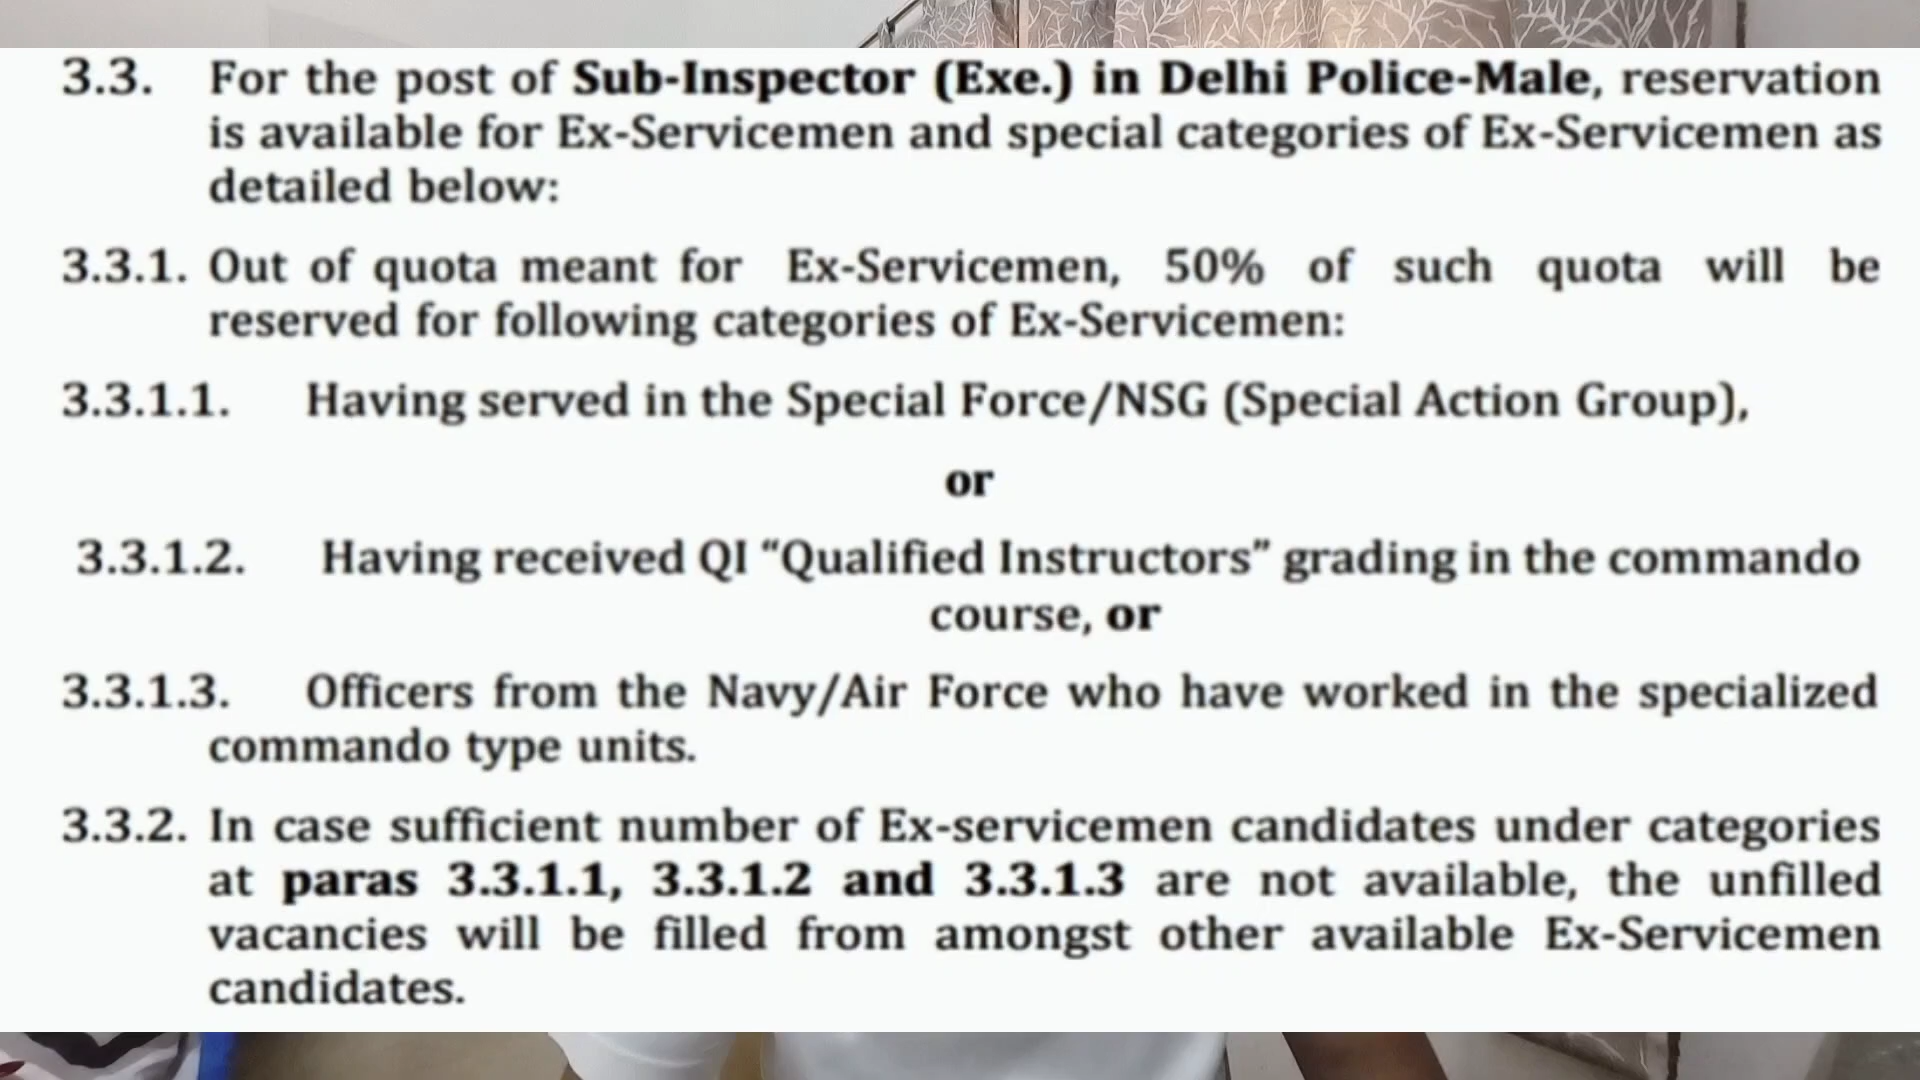 3.3. For the post of Sub-Inspector (Exe.) in Delhi Police-Male, reservation
is available for Ex-Servicemen and special categories of Ex-Servicemen as
detailed below:
3.3.1. Out of quota meant for Ex-Servicemen, 50% of such quota will be
reserved for following categories of Ex-Servicemen:
3.3.1.1. Having served in the Special Force/NSG (Special Action Group),
or
3.3.1.2. Having received QI “Qualified Instructors” grading in the commando
course, or
3.3.1.3. Officers from the Navy/Air Force who have worked in the specialized
commando type units.
3.3.2. In case sufficient number of Ex-servicemen candidates under categories
at paras 3.3.1.1, 3.3.1.2 and 3.3.1.3 are not available, the unfilled
vacancies will be filled from amongst other available Ex-Servicemen
candidates.